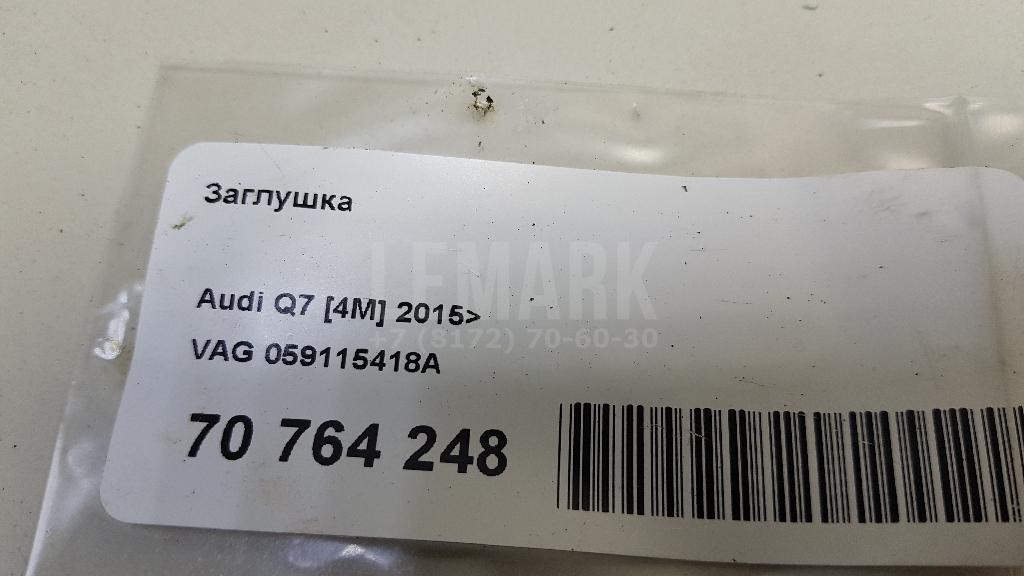 Заглушка
LEMARK
Audi Q7 [4M] 2015>
+7 (8172) 70-60-30
VAG 059115418A
70 764 248